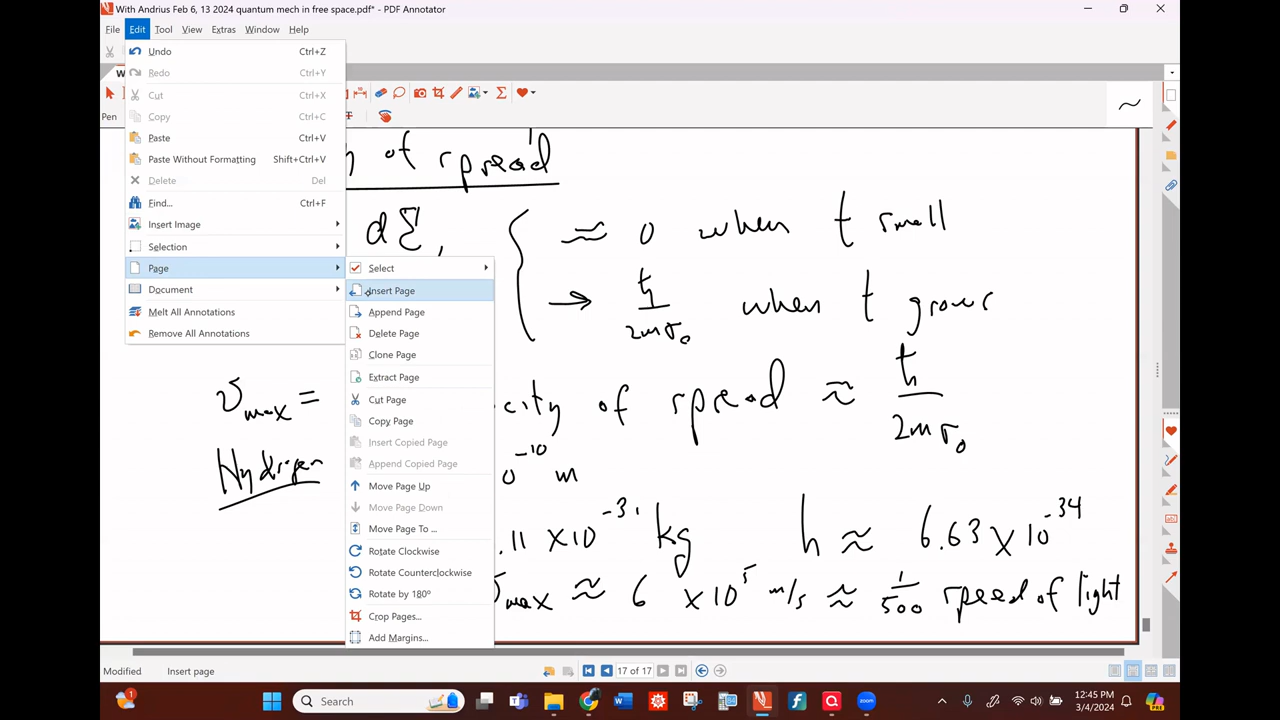 With Andrius Feb 6, 13 2024 quantum mech in free space.pdf* - PDF Annotator
File Edit Tool View Extras Window Help
Undo Ctrl+Z
Redo Ctrl+Y
Cut Ctrl+X
Copy Ctrl+C
Paste Ctrl+V
Paste Without Formatting Shift+Ctrl+V
Delete Del
Find... Ctrl+F
Insert Image
Selection
Page
Document
Melt All Annotations
Remove All Annotations
Select
Insert Page
Append Page
Delete Page
Clone Page
Extract Page
Cut Page
Copy Page
Insert Copied Page
Append Copied Page
Move Page Up
Move Page Down
Move Page To ...
Rotate Clockwise
Rotate Counterclockwise
Rotate by 180°
Crop Pages...
Add Margins...
Pen
of spread
≈ 0 when t small
→ ħ/2mσ₀ when t grows
v_max = city of spread ≈ ħ/2mσ₀
Hydrogen 0⁻¹⁰ m
.11 ×10⁻³¹ kg h ≈ 6.63 × 10⁻³⁴
max ≈ 6 ×10⁵ m/s ≈ 1/500 speed of light
Modified Insert page 17 of 17
Search
12:45 PM
3/4/2024